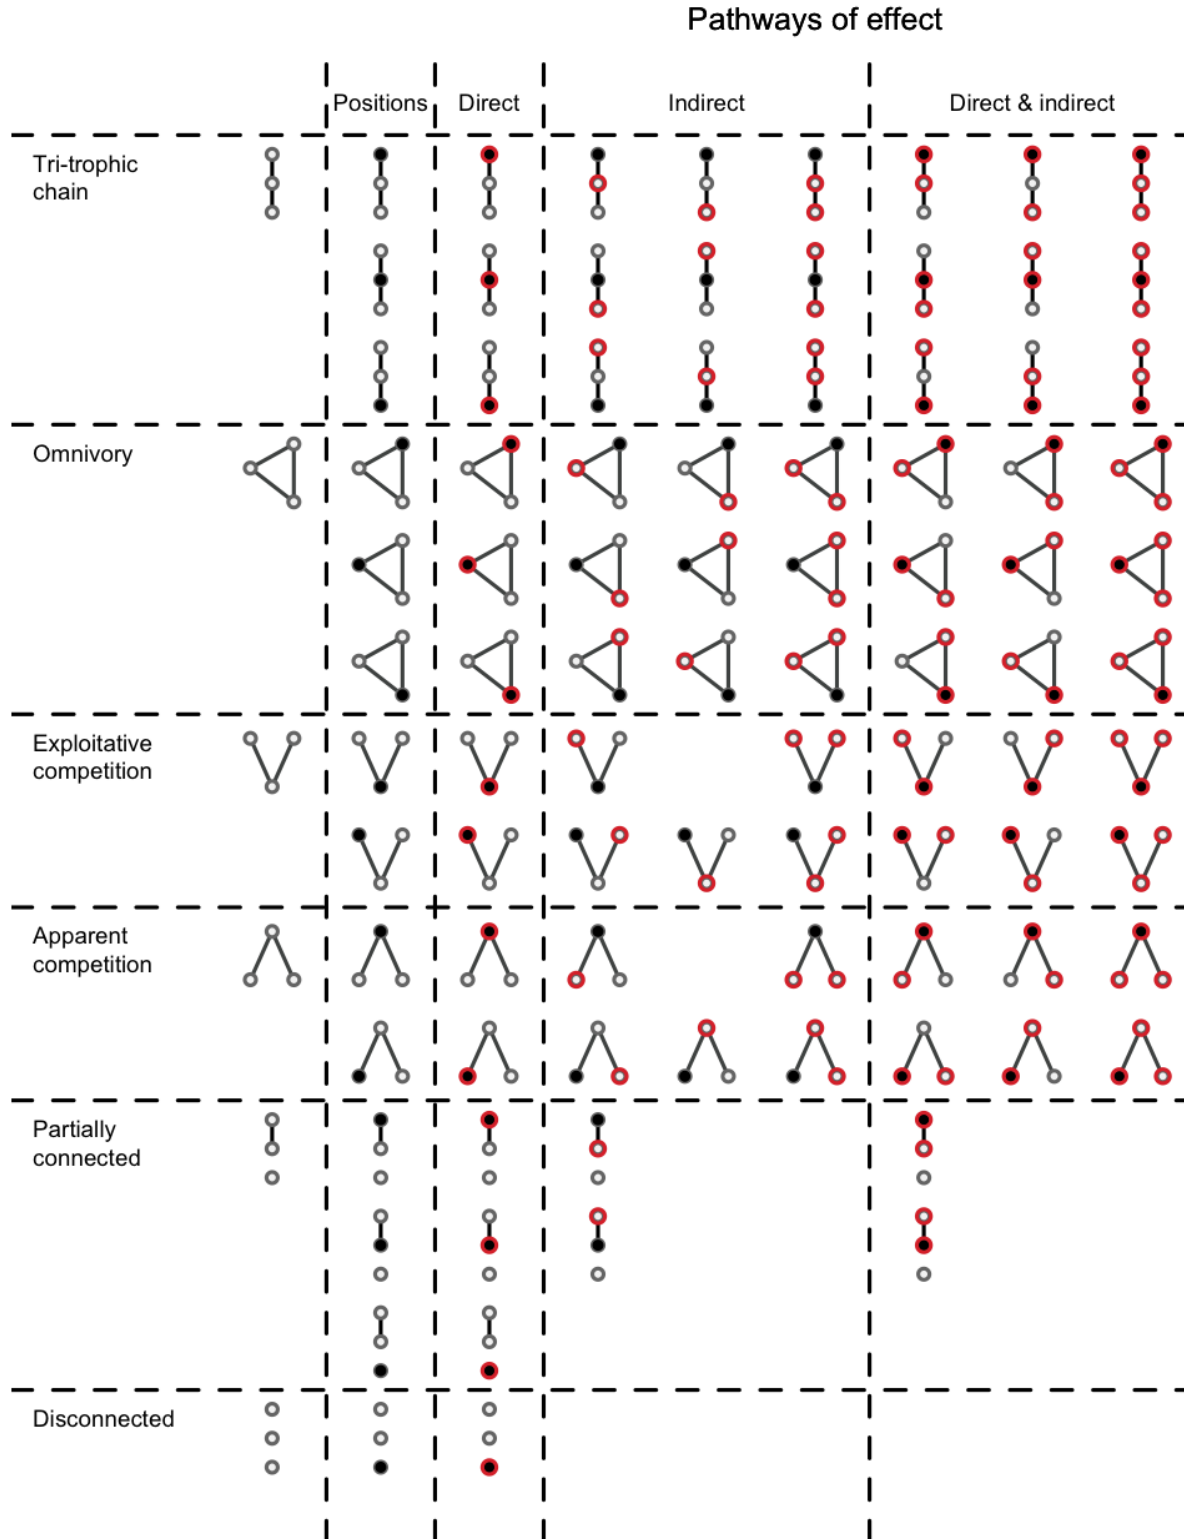 Pathways of effect
Positions Direct Indirect Direct & indirect
Tri-trophic
chain
Omnivory
Exploitative
competition
Apparent
competition
Partially
connected
Disconnected